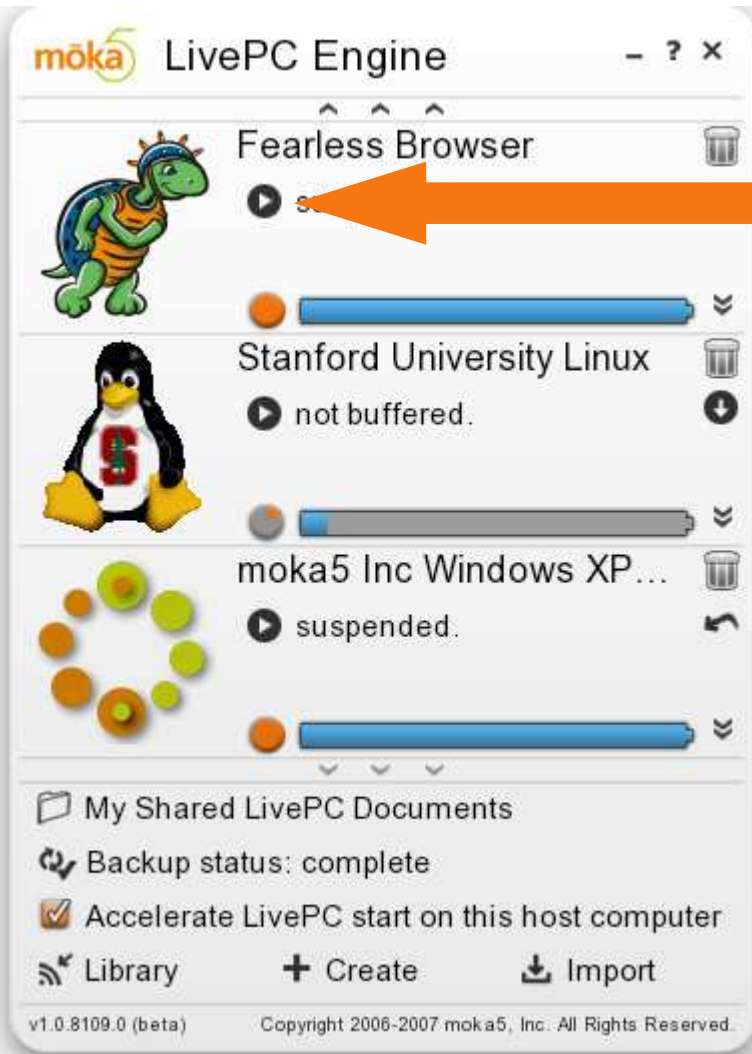 mōka5 LivePC Engine
Fearless Browser
Stanford University Linux
not buffered.
S
moka5 Inc Windows XP...
suspended.
My Shared LivePC Documents
Backup status: complete
Accelerate LivePC start on this host computer
Library Create Import
v1.0.8109.0 (beta) Copyright 2006-2007 moka5, Inc. All Rights Reserved.